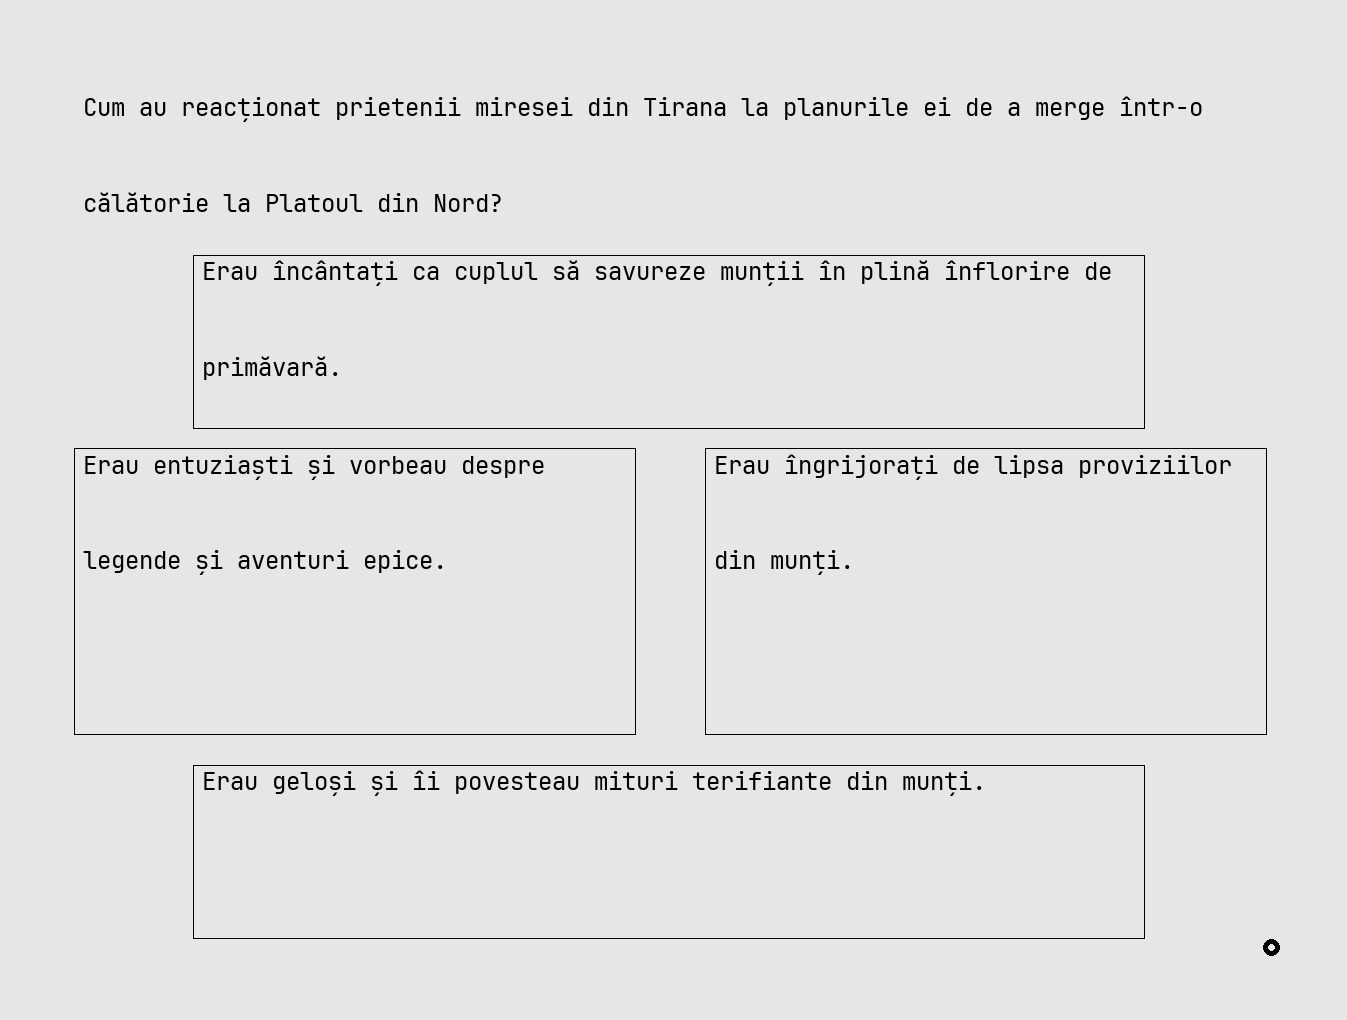 Cum au reacționat prietenii miresei din Tirana la planurile ei de a merge într-o
călătorie la Platoul din Nord?
Erau încântați ca cuplul să savureze munții în plină înflorire de
primăvară.
Erau entuziaști și vorbeau despre
legende și aventuri epice.
Erau îngrijorați de lipsa proviziilor
din munți.
Erau geloși și îi povesteau mituri terifiante din munți.